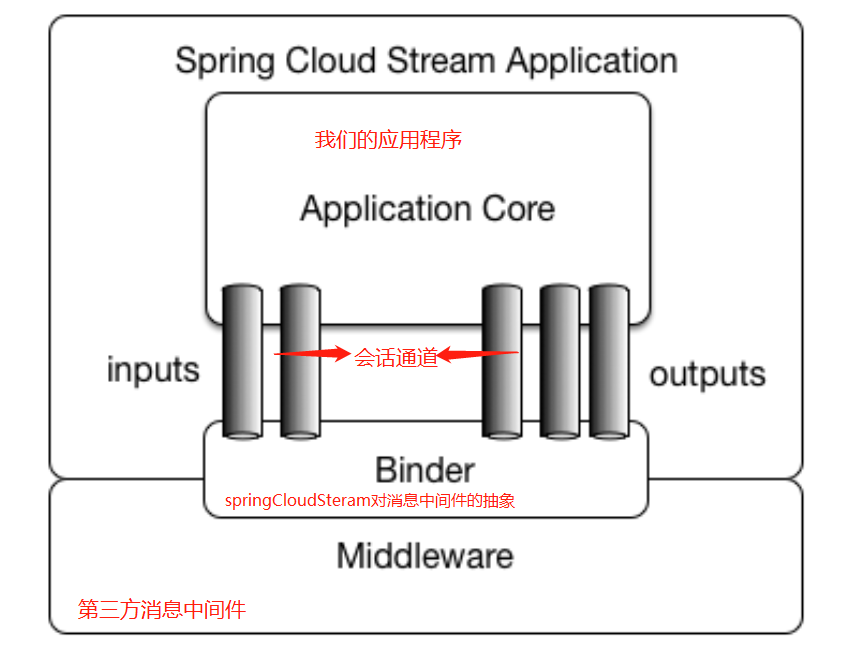 Spring Cloud Stream Application
我们的应用程序
Application Core
inputs
会话通道
outputs
Binder
springCloudSteram对消息中间件的抽象
Middleware
第三方消息中间件